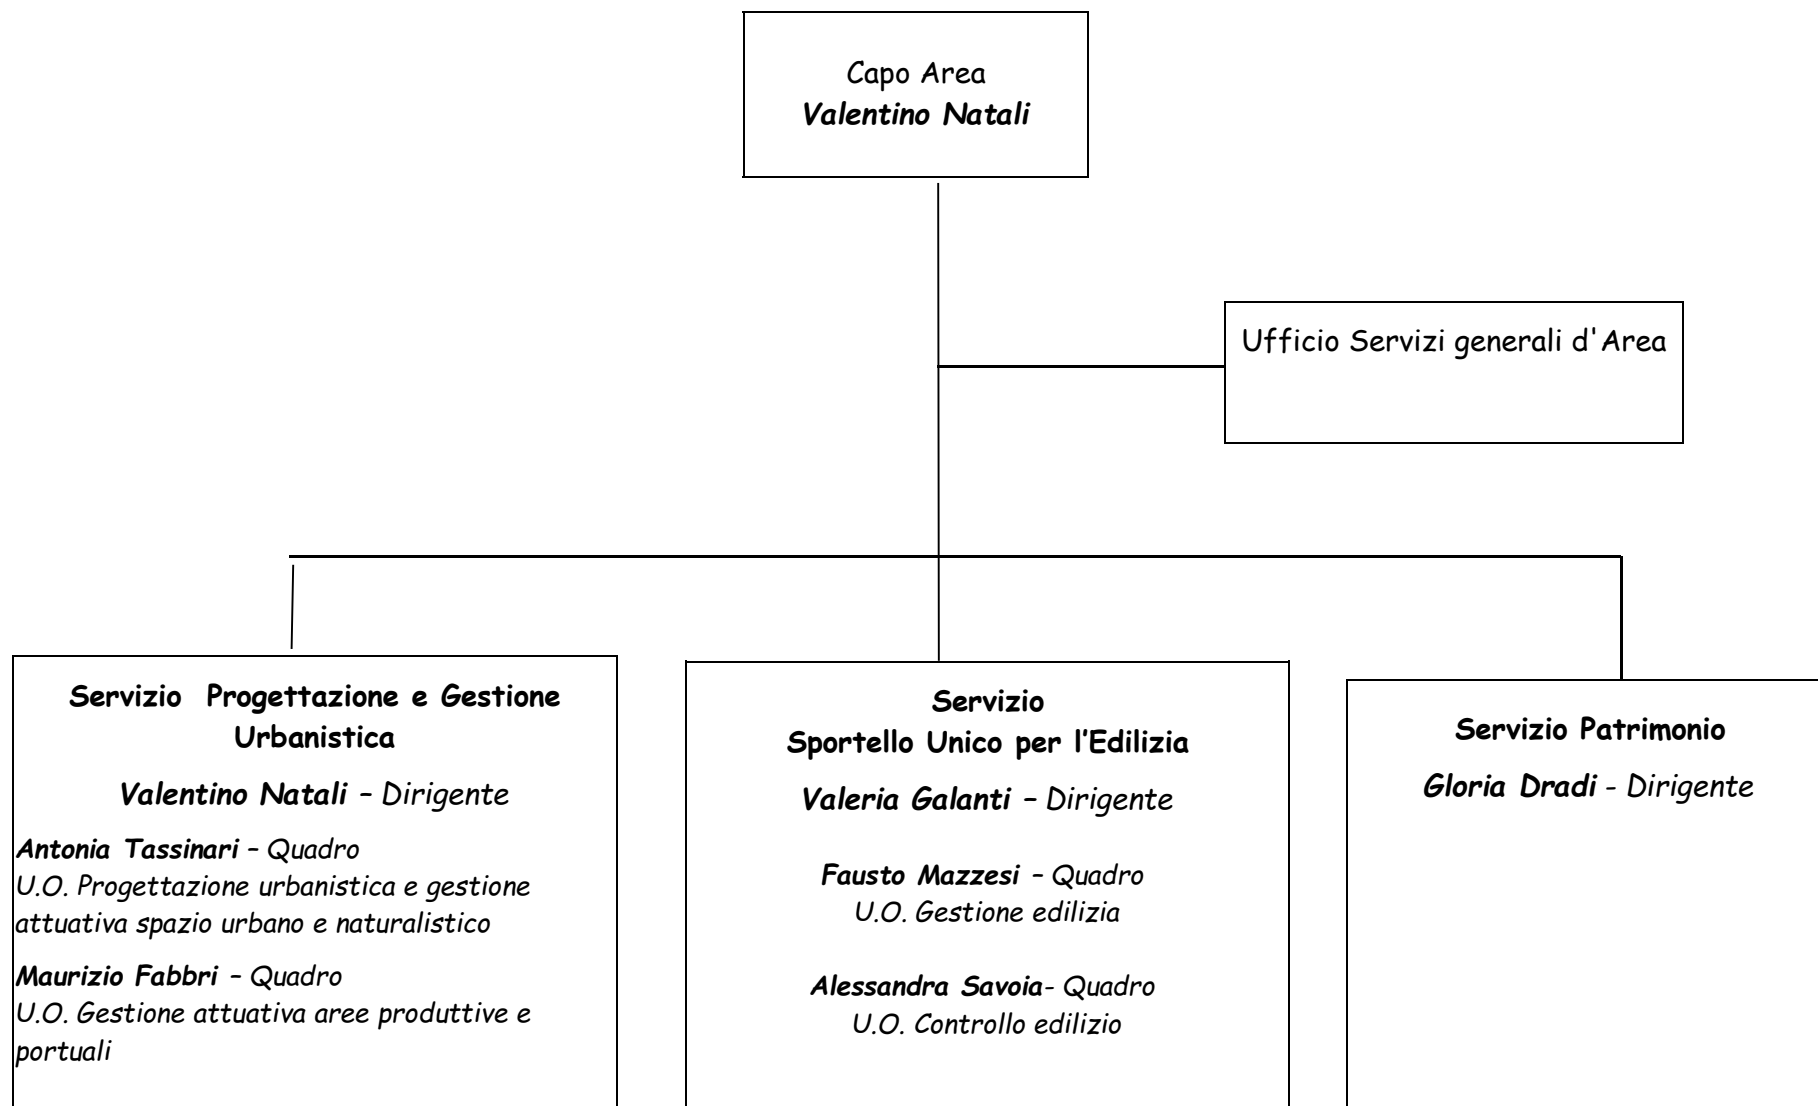 Capo Area
Valentino Natali
Ufficio Servizi generali d'Area
Servizio Progettazione e Gestione
Urbanistica
Valentino Natali – Dirigente
Antonia Tassinari – Quadro
U.O. Progettazione urbanistica e gestione
attuativa spazio urbano e naturalistico
Maurizio Fabbri – Quadro
U.O. Gestione attuativa aree produttive e
portuali
Servizio
Sportello Unico per l’Edilizia
Valeria Galanti – Dirigente
Fausto Mazzesi – Quadro
U.O. Gestione edilizia
Alessandra Savoia- Quadro
U.O. Controllo edilizio
Servizio Patrimonio
Gloria Dradi - Dirigente